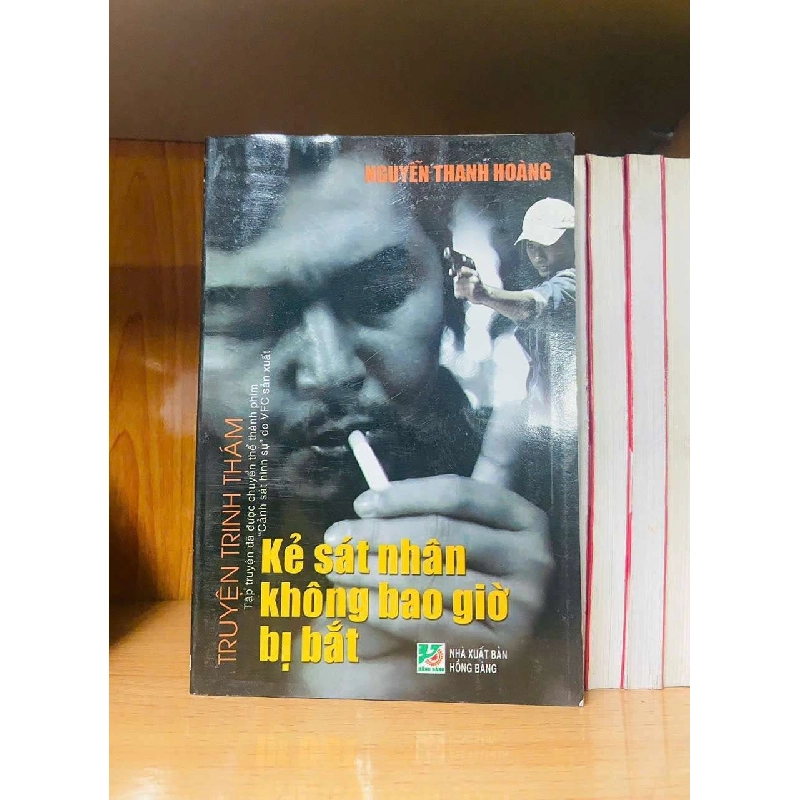 NGUYỄN THANH HOÀNG
TRUYỆN TRINH THÁM
Tập truyện đã được chuyển thể thành phim
"Cảnh sát hình sự" do VFC sản xuất
Kẻ sát nhân
không bao giờ
bị bắt
NHÀ XUẤT BẢN
HỒNG BÀNG